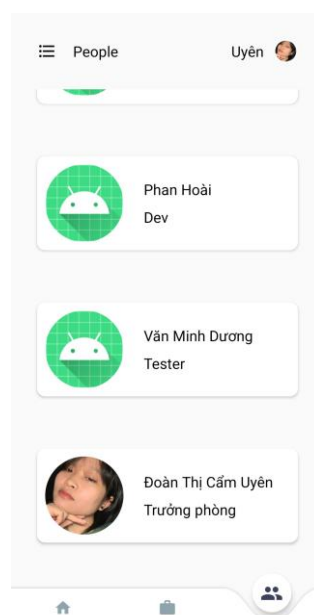 People
Uyên
Phan Hoài
Dev
Văn Minh Dương
Tester
Đoàn Thị Cẩm Uyên
Trưởng phòng